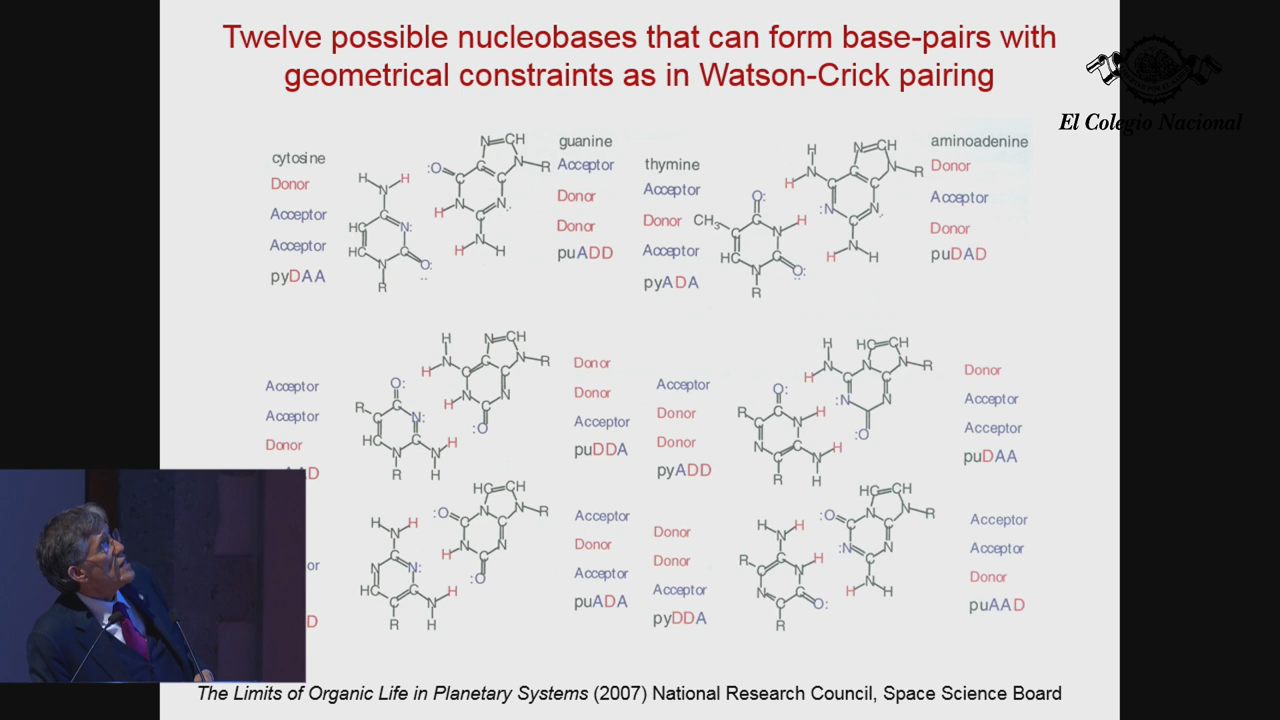 Twelve possible nucleobases that can form base-pairs with
geometrical constraints as in Watson-Crick pairing
El Colegio Nacional
cytosine
Donor
Acceptor
Acceptor
pyDAA
guanine
Acceptor
Donor
Donor
puADD
thymine
Acceptor
Donor
Acceptor
pyADA
aminoadenine
Donor
Acceptor
Donor
puDAD
Acceptor
Acceptor
Donor
Donor
Donor
Acceptor
puDDA
Acceptor
Donor
Donor
pyADD
Donor
Acceptor
Acceptor
puDAA
Acceptor
Donor
Acceptor
puADA
Donor
Donor
Acceptor
pyDDA
Acceptor
Acceptor
Donor
puAAD
The Limits of Organic Life in Planetary Systems (2007) National Research Council, Space Science Board